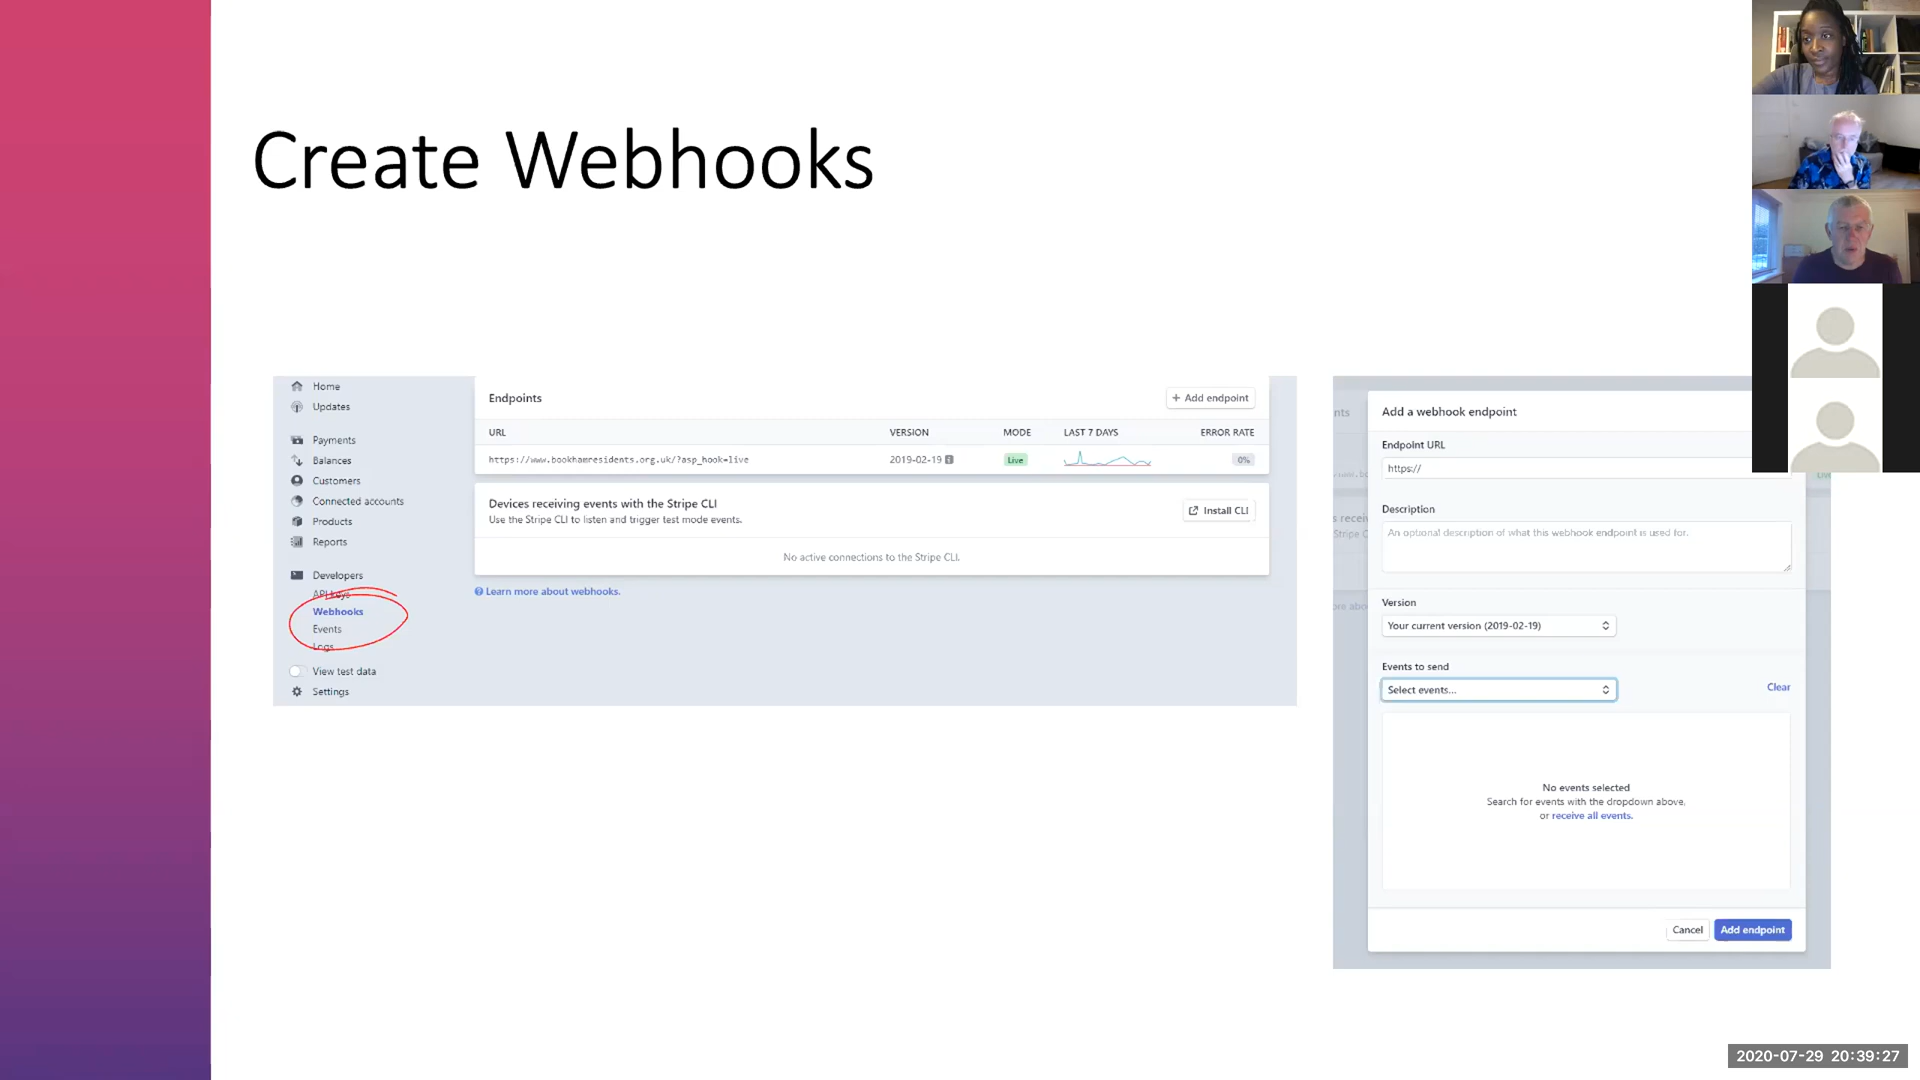 Create Webhooks
Home
Updates
Payments
Balances
Customers
Connected accounts
Products
Reports
Developers
API keys
Webhooks
Events
Logs
View test data
Settings
Endpoints
+ Add endpoint
URL VERSION MODE LAST 7 DAYS ERROR RATE
https://www.bookhamresidents.org.uk/?asp_hook=live 2019-02-19 Live 0%
Devices receiving events with the Stripe CLI
Use the Stripe CLI to listen and trigger test mode events.
Install CLI
No active connections to the Stripe CLI.
Learn more about webhooks.
Add a webhook endpoint
Endpoint URL
https://
Description
An optional description of what this webhook endpoint is used for.
Version
Your current version (2019-02-19)
Events to send
Select events...
Clear
No events selected
Search for events with the dropdown above,
or receive all events.
Cancel Add endpoint
2020-07-29 20:39:27